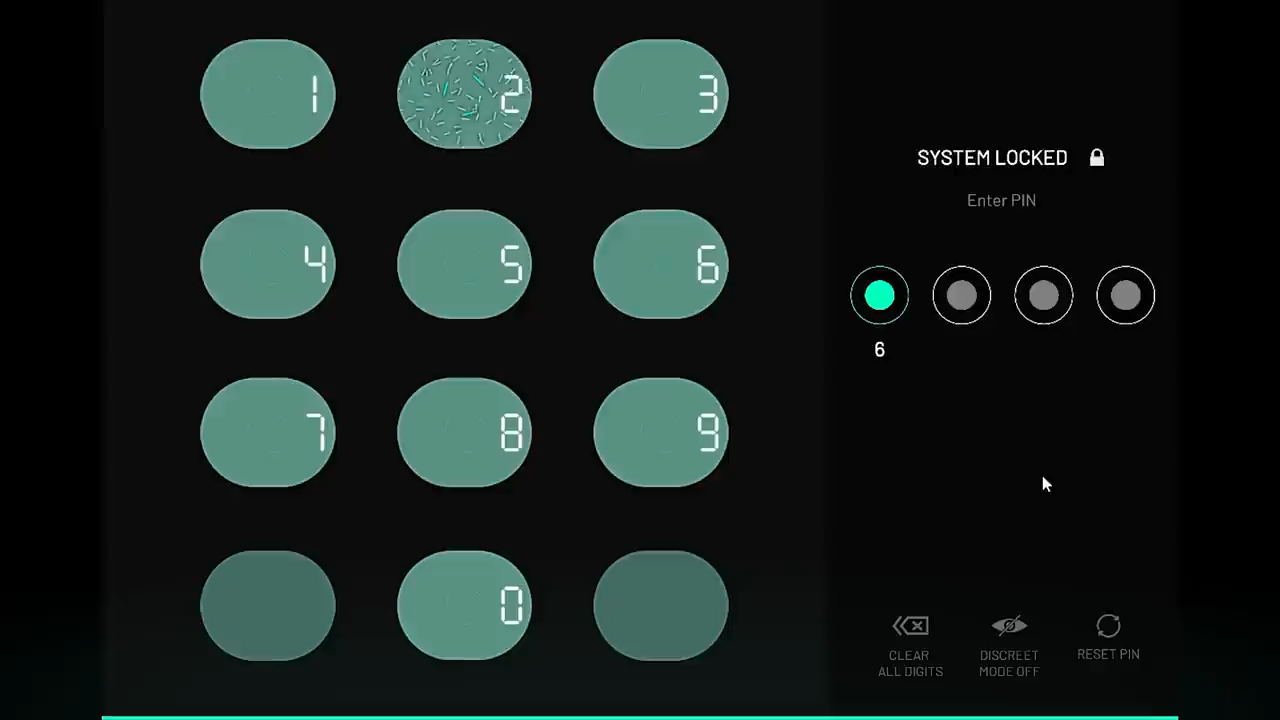 1 2 3
4 5 6
7 8 9
0
SYSTEM LOCKED
Enter PIN
6
CLEAR
ALL DIGITS
DISCREET
MODE OFF
RESET PIN